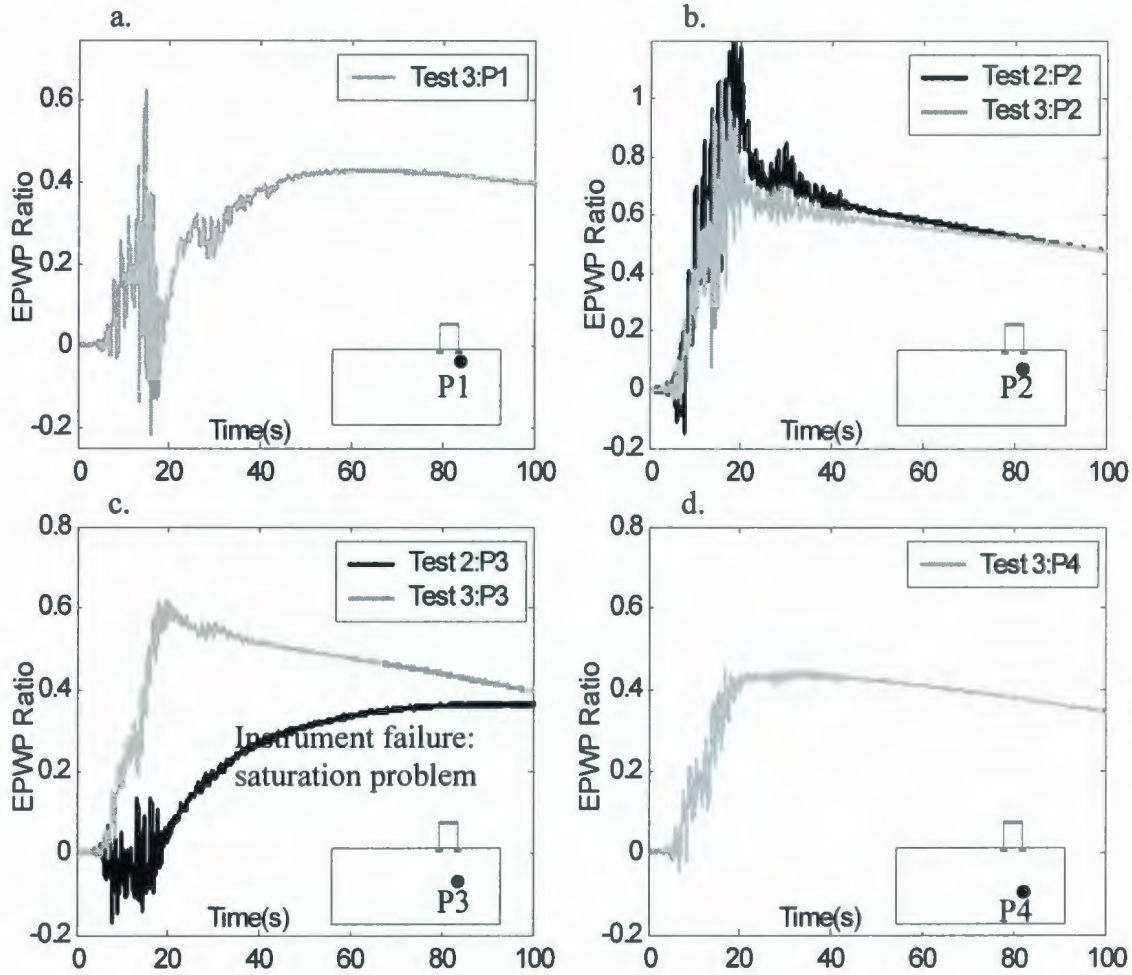 a.
Test 3:P1
EPWP Ratio
0.6
0.4
0.2
0
-0.2
Time(s)
P1
0 20 40 60 80 100
b.
Test 2:P2
Test 3:P2
EPWP Ratio
1
0.8
0.6
0.4
0.2
0
-0.2
Time(s)
P2
0 20 40 60 80 100
c.
Test 2:P3
Test 3:P3
EPWP Ratio
0.8
0.6
0.4
0.2
0
-0.2
Instrument failure:
saturation problem
Time(s)
P3
0 20 40 60 80 100
d.
Test 3:P4
EPWP Ratio
0.8
0.6
0.4
0.2
0
-0.2
Time(s)
P4
0 20 40 60 80 100